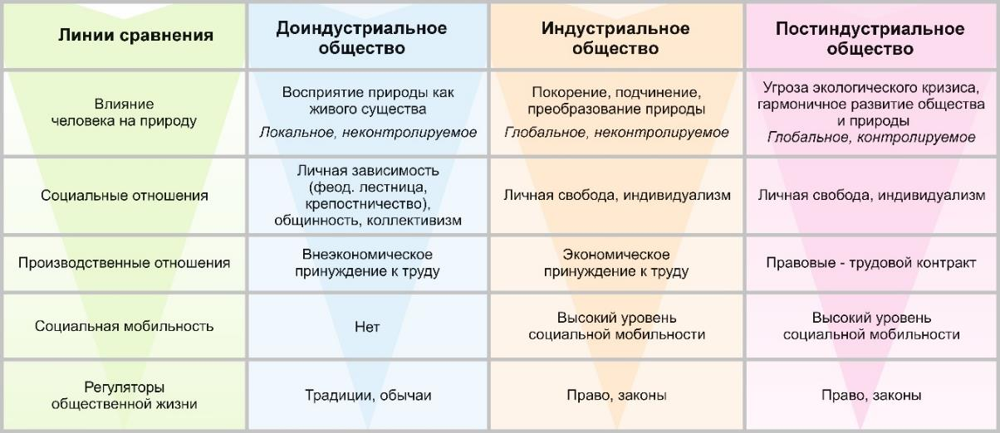 Линии сравнения
Доиндустриальное
общество
Индустриальное
общество
Постиндустриальное
общество
Влияние
человека на природу
Восприятие природы как
живого существа
Локальное, неконтролируемое
Покорение, подчинение,
преобразование природы
Глобальное, неконтролируемое
Угроза экологического кризиса,
гармоничное развитие общества
и природы
Глобальное, контролируемое
Социальные отношения
Личная зависимость
(феод. лестница,
крепостничество),
общинность, коллективизм
Личная свобода, индивидуализм
Личная свобода, индивидуализм
Производственные отношения
Внеэкономическое
принуждение к труду
Экономическое
принуждение к труду
Правовые - трудовой контракт
Социальная мобильность
Нет
Высокий уровень
социальной мобильности
Высокий уровень
социальной мобильности
Регуляторы
общественной жизни
Традиции, обычаи
Право, законы
Право, законы